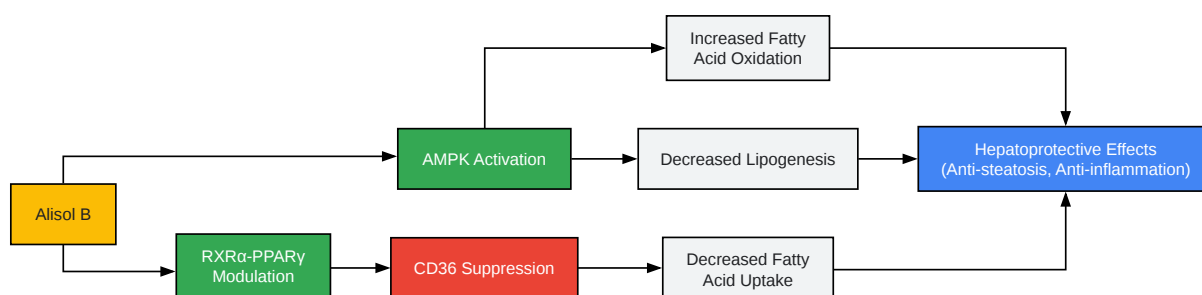 Increased Fatty
Acid Oxidation
AMPK Activation
Decreased Lipogenesis
Hepatoprotective Effects
(Anti-steatosis, Anti-inflammation)
Alisol B
RXRα-PPARγ
Modulation
CD36 Suppression
Decreased Fatty
Acid Uptake